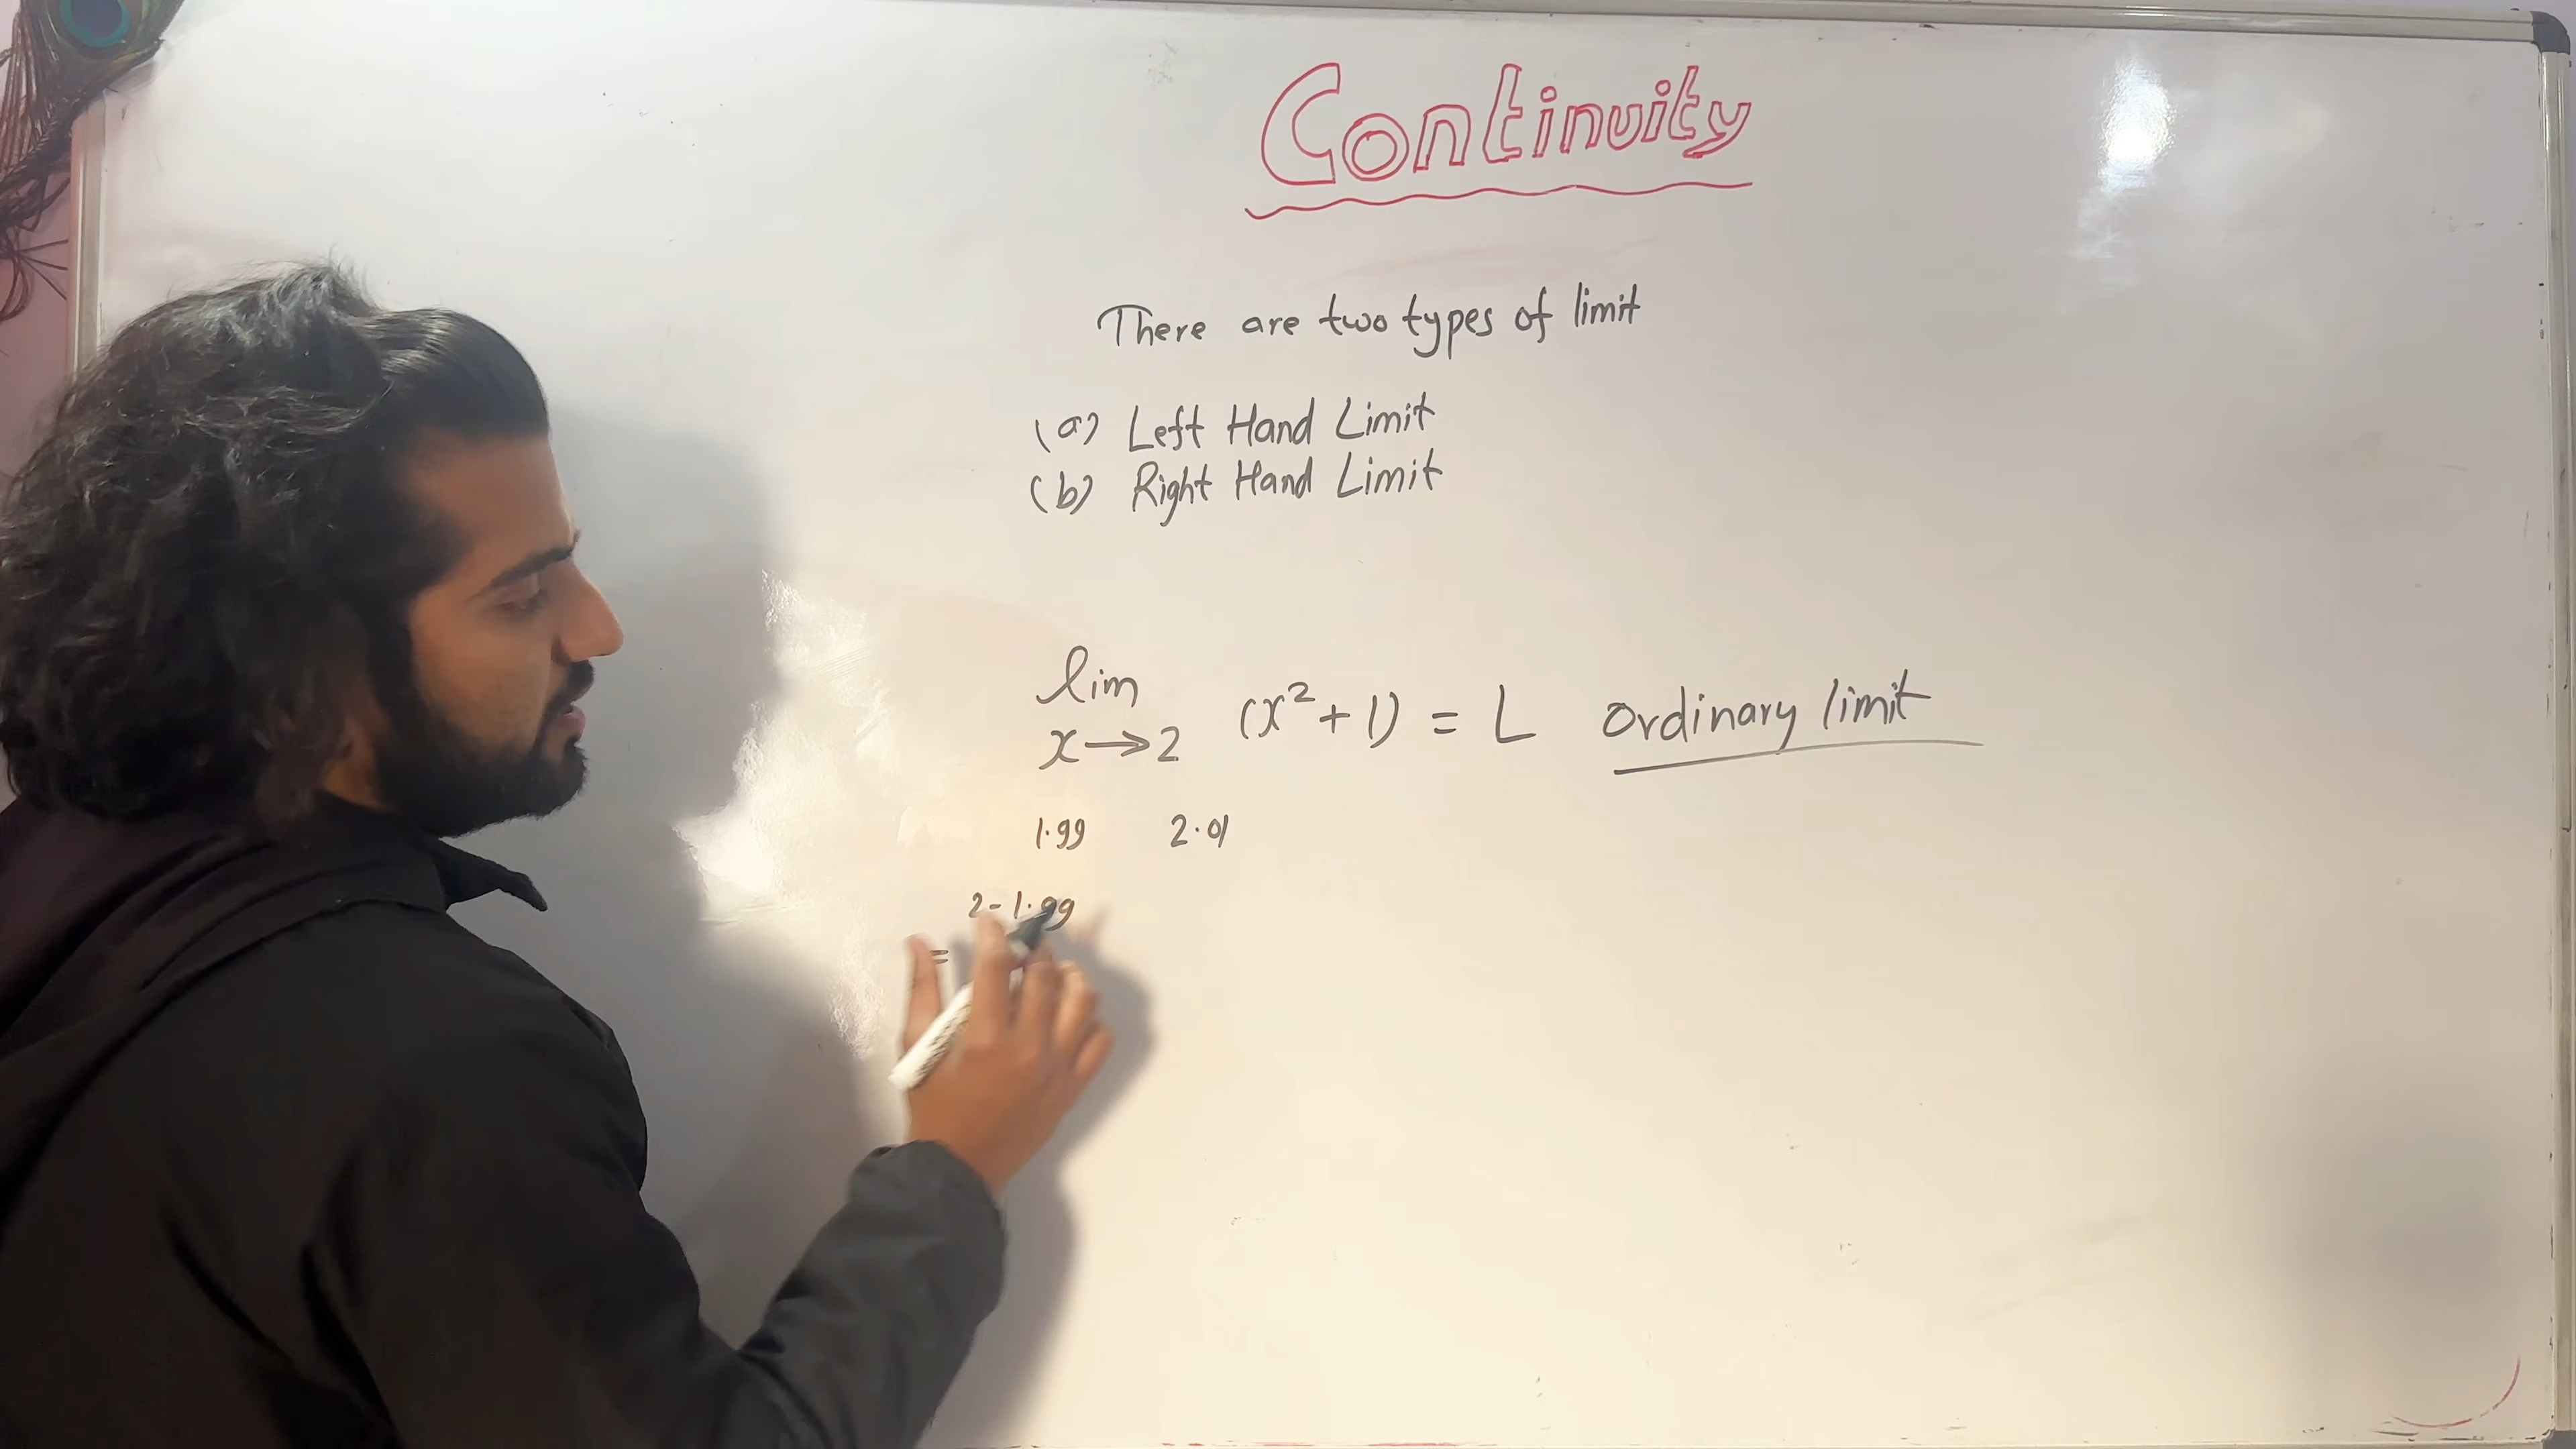 Continuity
There are two types of limit
(a) Left Hand Limit
(b) Right Hand Limit
lim
x→2 (x²+1) = L ordinary limit
1.99 2.01
2-1.99
=